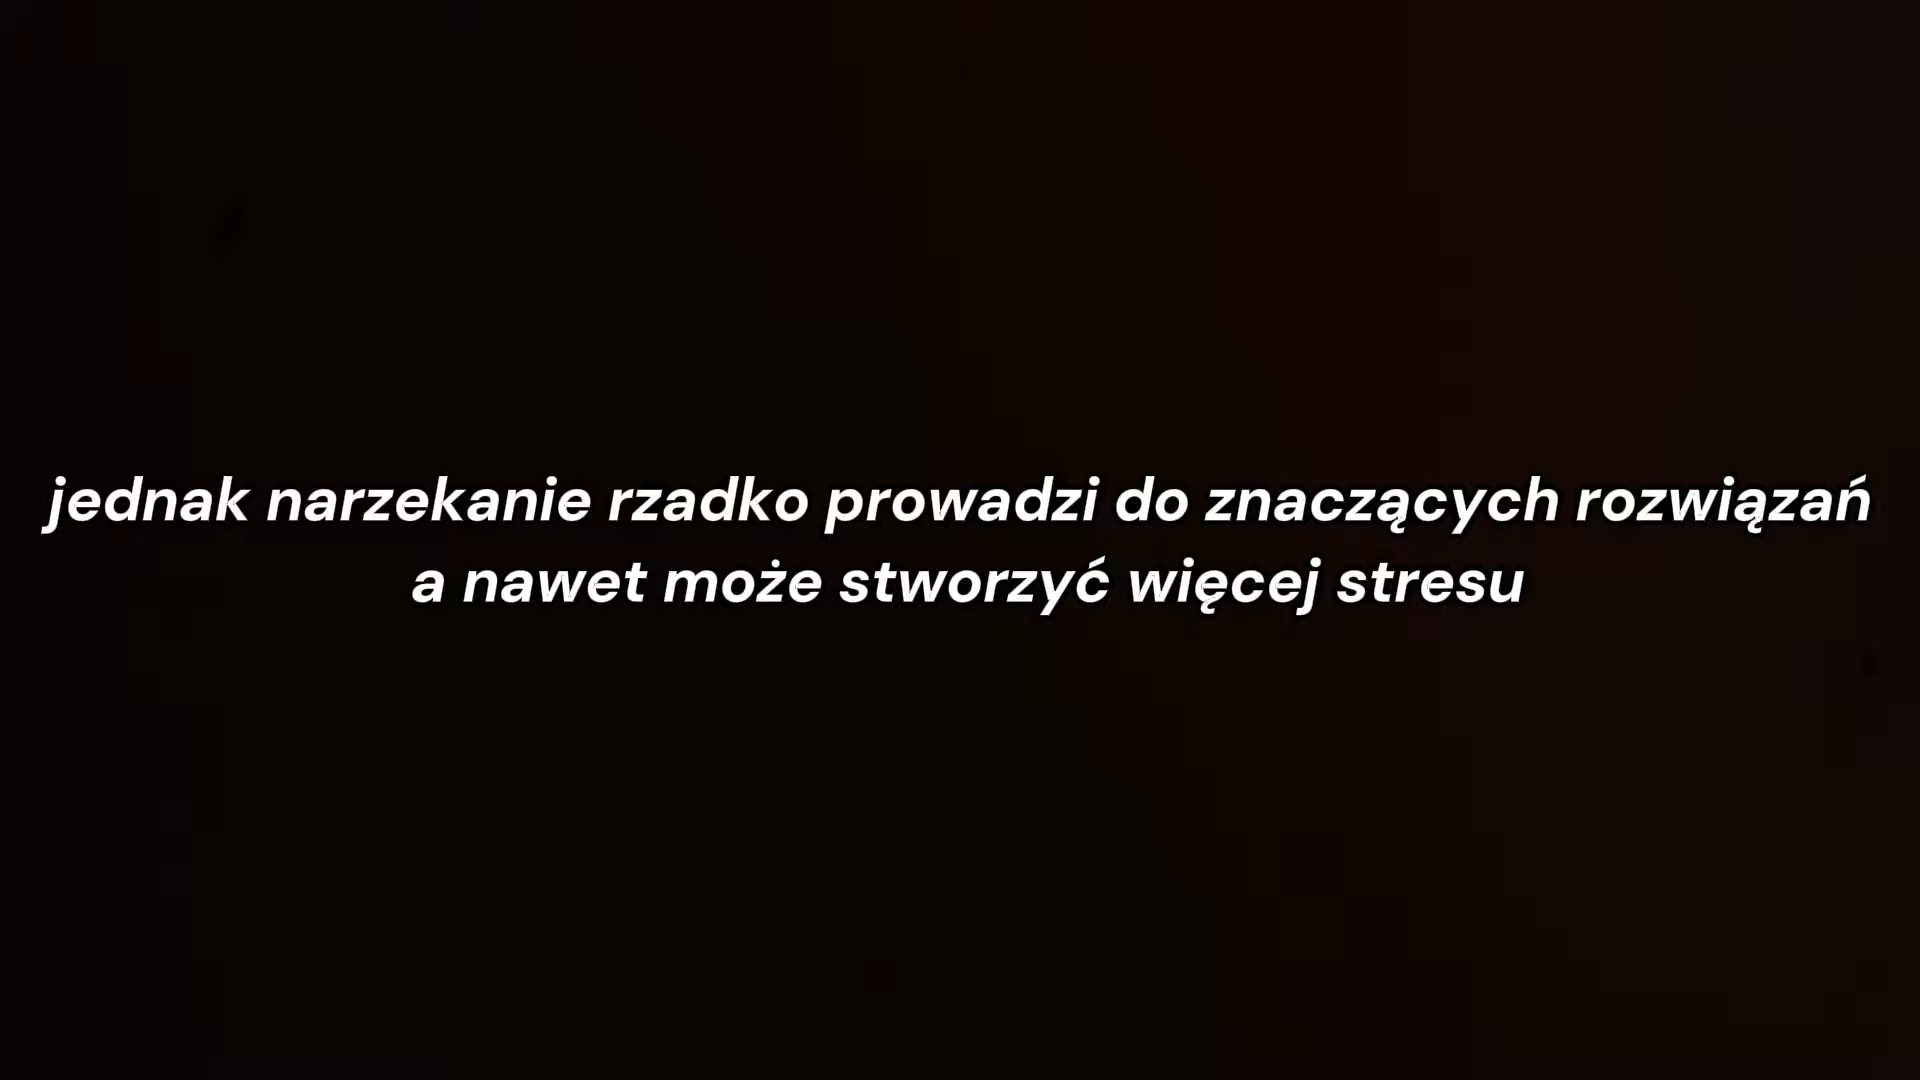 jednak narzekanie rzadko prowadzi do znaczących rozwiązań
a nawet może stworzyć więcej stresu